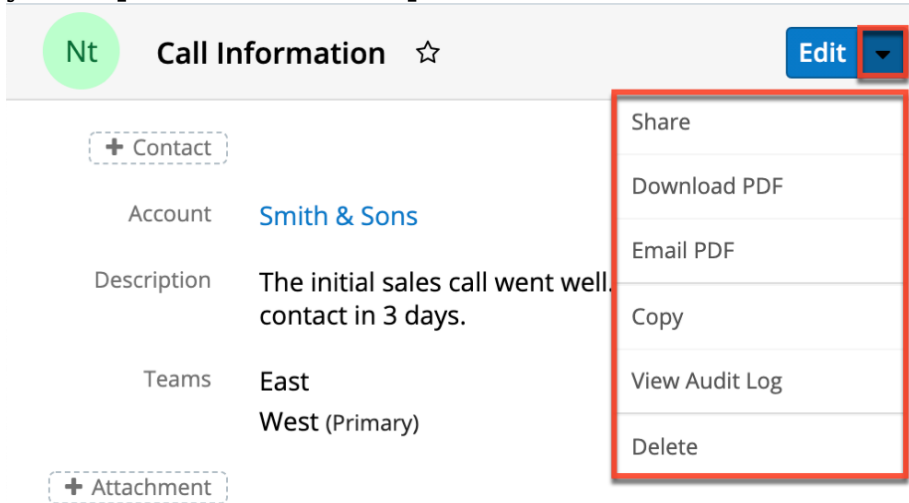 Nt
Call Information
Edit
Share
+ Contact
Download PDF
Account
Smith & Sons
Email PDF
Description
The initial sales call went well.
contact in 3 days.
Copy
Teams
East
View Audit Log
West (Primary)
Delete
+ Attachment